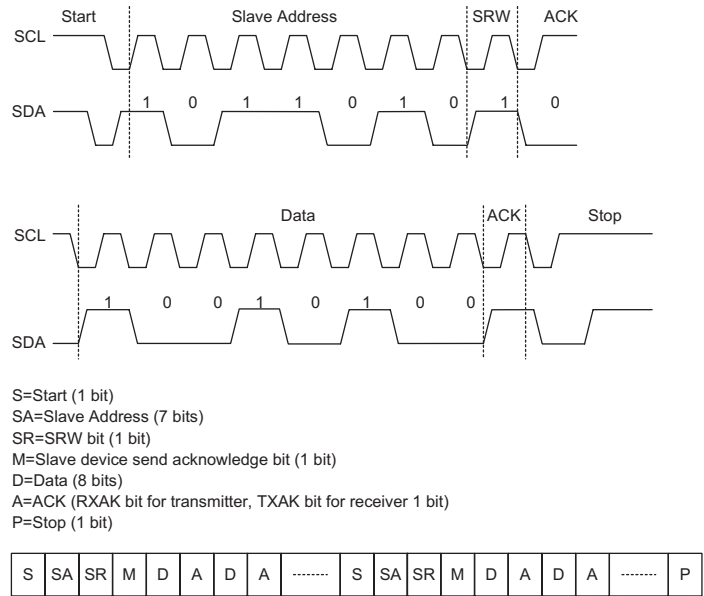 Start Slave Address SRW ACK
SCL
1 0 1 1 0 1 0 1 0
SDA
Data ACK Stop
SCL
1 0 0 1 0 1 0 0
SDA
S=Start (1 bit)
SA=Slave Address (7 bits)
SR=SRW bit (1 bit)
M=Slave device send acknowledge bit (1 bit)
D=Data (8 bits)
A=ACK (RXAK bit for transmitter, TXAK bit for receiver 1 bit)
P=Stop (1 bit)
S SA SR M D A D A -------- S SA SR M D A D A -------- P